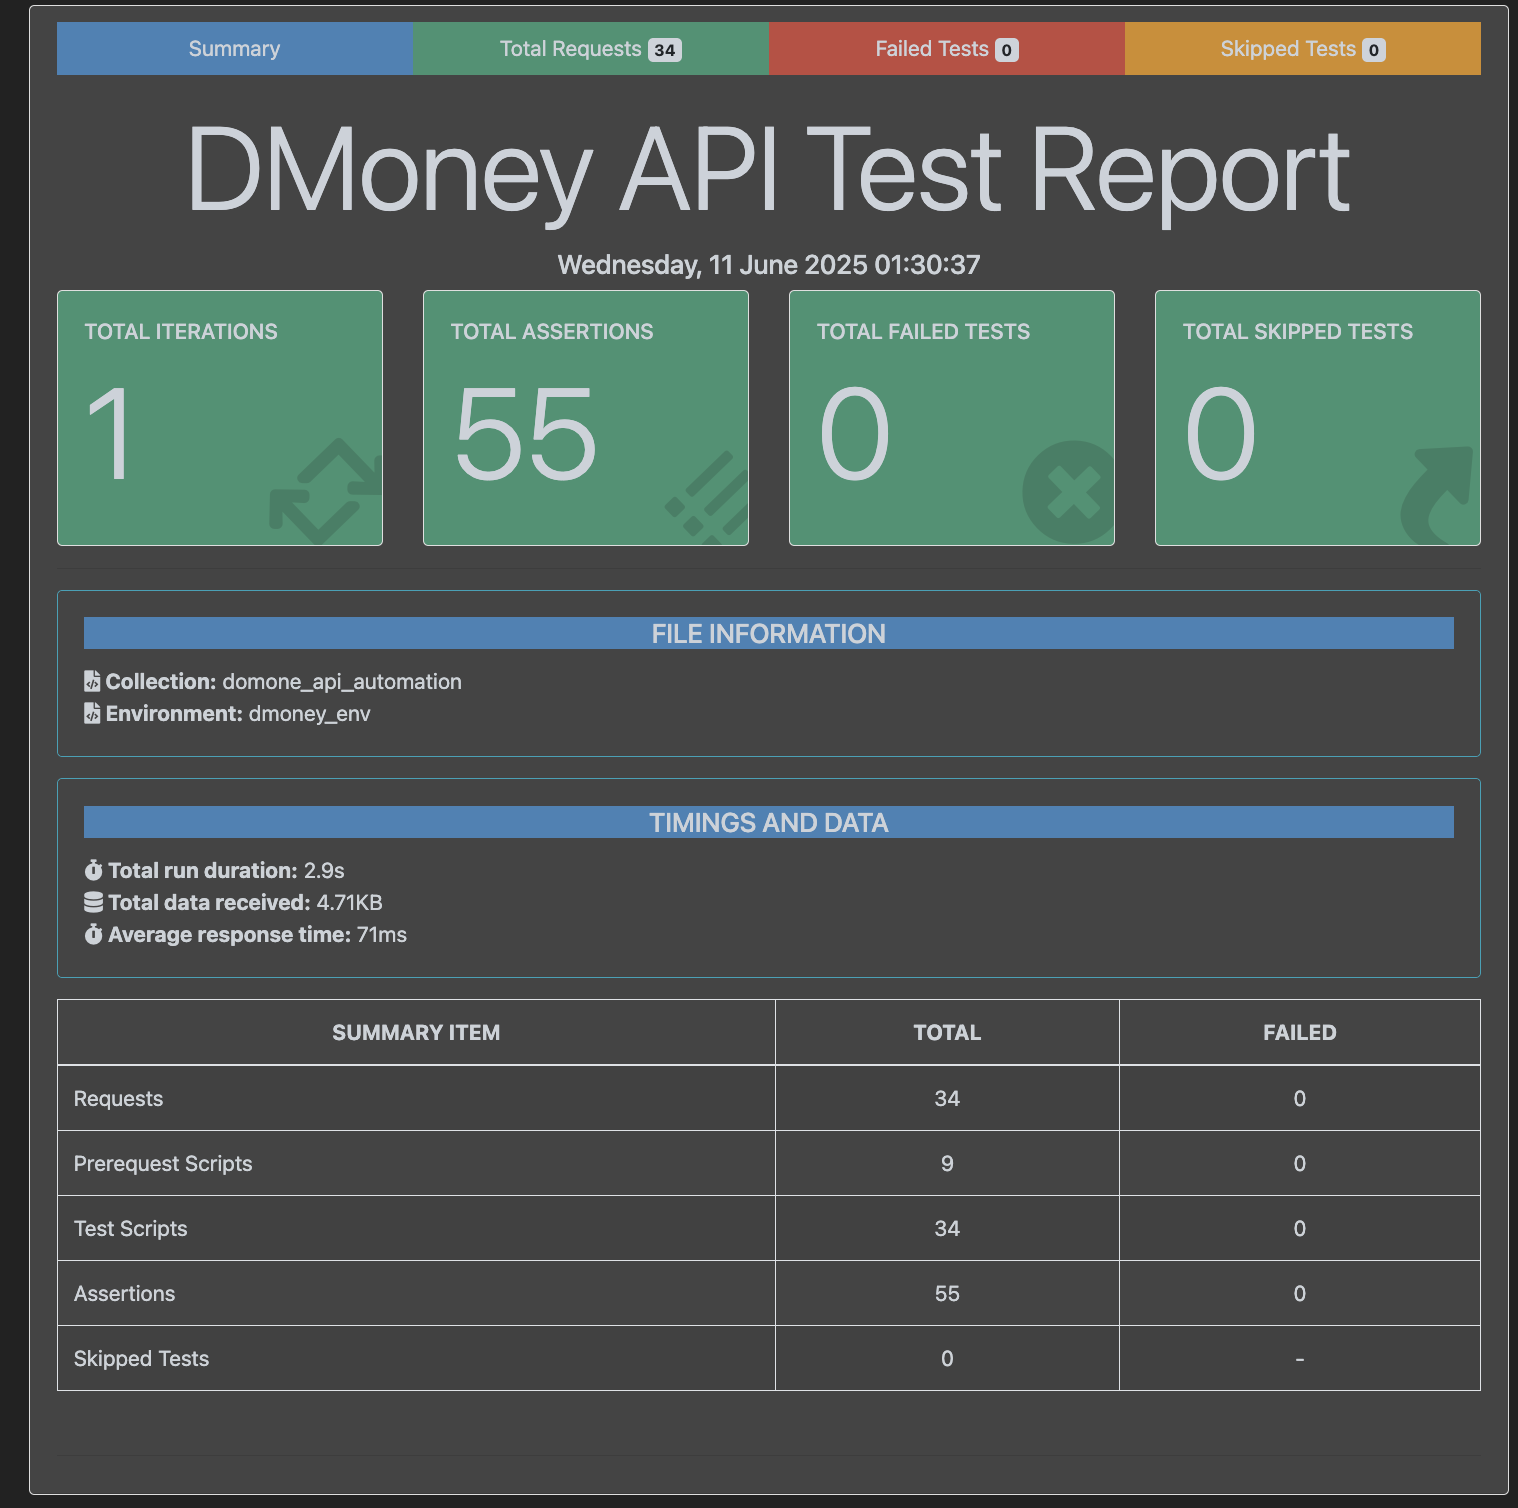 Summary Total Requests 34 Failed Tests 0 Skipped Tests 0
DMoney API Test Report
Wednesday, 11 June 2025 01:30:37
TOTAL ITERATIONS TOTAL ASSERTIONS TOTAL FAILED TESTS TOTAL SKIPPED TESTS
1 55 0 0
FILE INFORMATION
Collection: domone_api_automation
Environment: dmoney_env
TIMINGS AND DATA
Total run duration: 2.9s
Total data received: 4.71KB
Average response time: 71ms
SUMMARY ITEM TOTAL FAILED
Requests 34 0
Prerequest Scripts 9 0
Test Scripts 34 0
Assertions 55 0
Skipped Tests 0 -